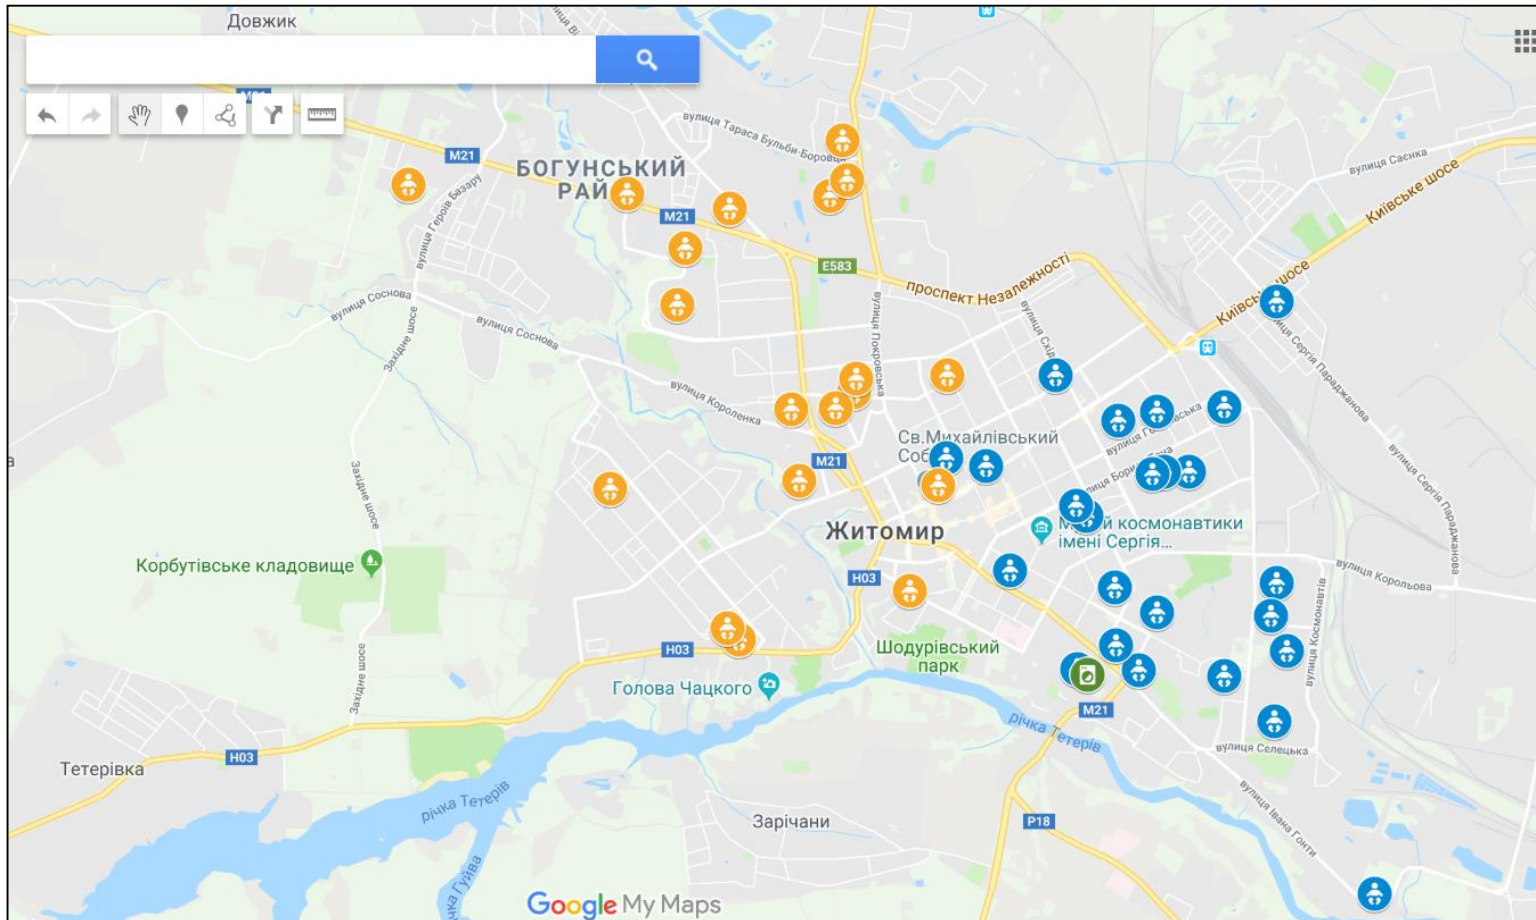 Довжик
M21
вулиця Тараса Бульби-Боровця
вулиця Саєнка
M21
БОГУНСЬКИЙ
РАЙ
Київське шосе
M21
вулиця Героїв Базару
E583
проспект Незалежності
вулиця Соснова
Західне шосе
вулиця Соснова
вулиця Покровська
вулиця Сергія Параджанова
вулиця Короленка
Св.Михайлівський
M21
Західне шосе
вулиця Сергія Параджанова
Житомир
космонавтики
імені Сергія...
Корбутівське кладовище
H03
вулиця Корольова
вулиця Космонавтів
H03
Шодурівський
парк
Голова Чацкого
Західне шосе
M21
річка Тетерів
вулиця Селецька
H03
Тетерівка
річка Тетерів
вулиця Івана Гонти
Зарічани
P18
річка Гуйва
Google My Maps